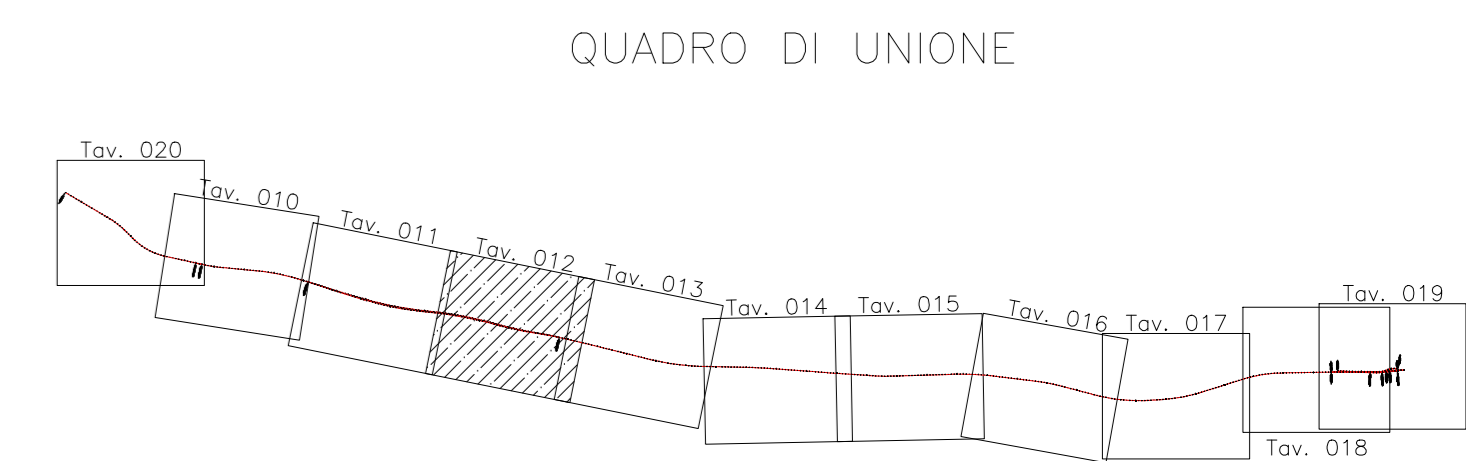 QUADRO DI UNIONE
Tav. 020
Tav. 010
Tav. 011
Tav. 012
Tav. 013
Tav. 014
Tav. 015
Tav. 016
Tav. 017
Tav. 018
Tav. 019